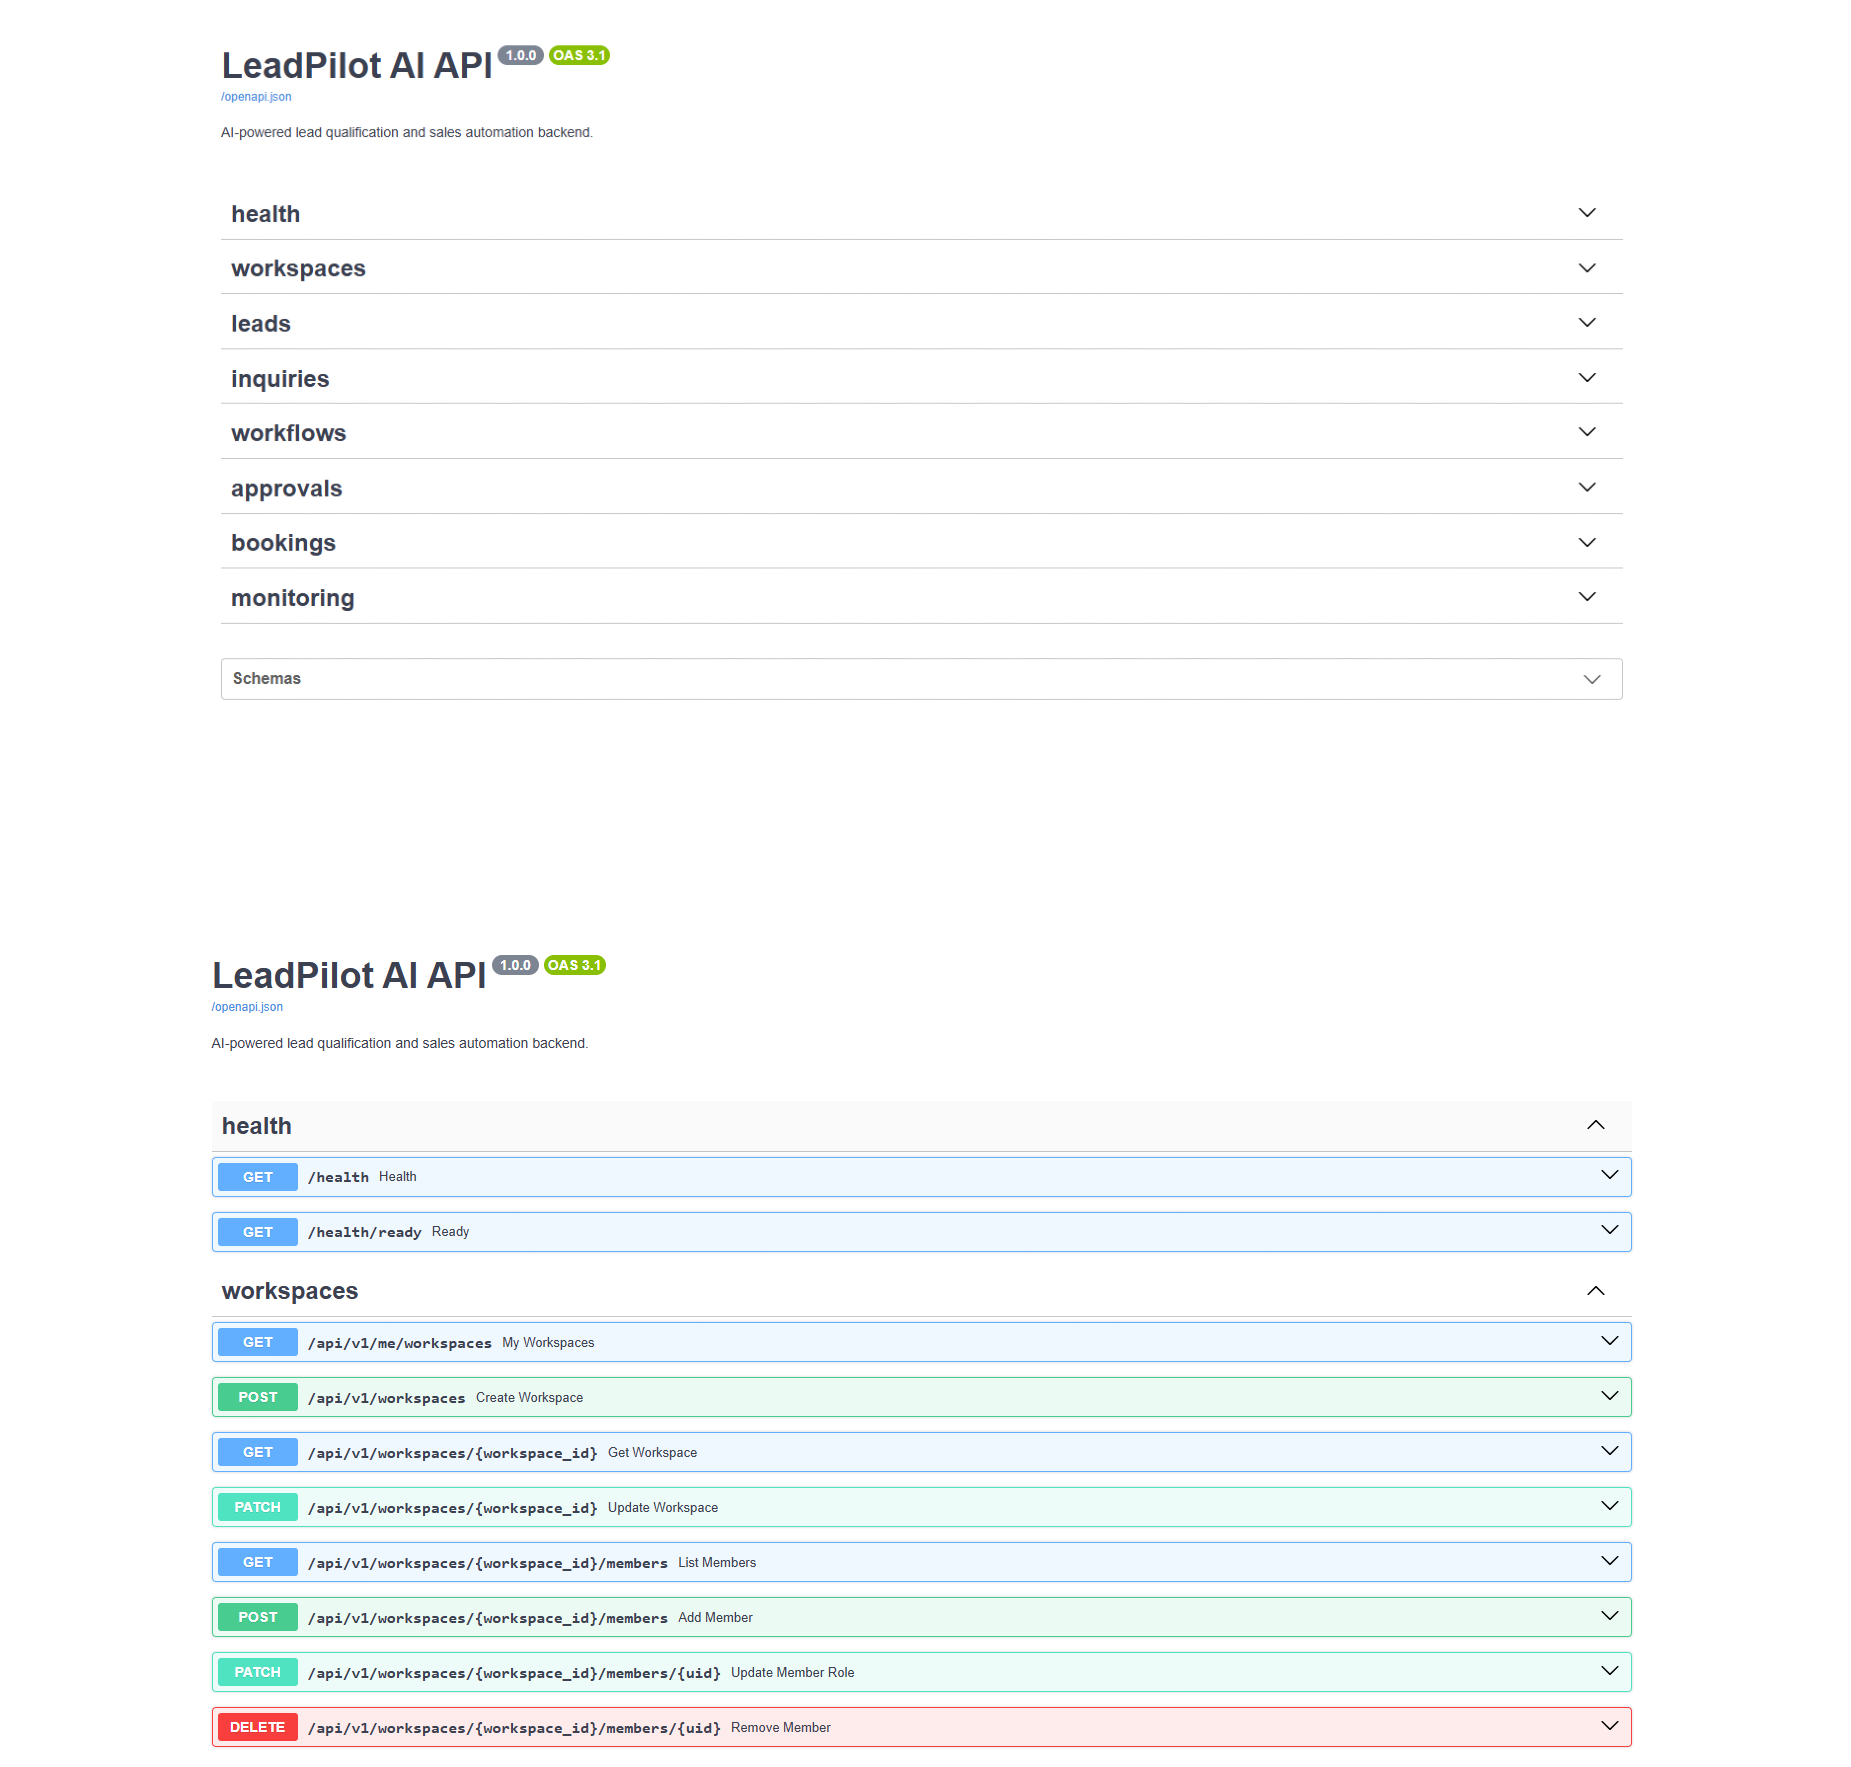 LeadPilot AI API 1.0.0 OAS 3.1
/openapi.json
AI-powered lead qualification and sales automation backend.
health
workspaces
leads
inquiries
workflows
approvals
bookings
monitoring
Schemas
LeadPilot AI API 1.0.0 OAS 3.1
/openapi.json
AI-powered lead qualification and sales automation backend.
health
GET /health Health
GET /health/ready Ready
workspaces
GET /api/v1/me/workspaces My Workspaces
POST /api/v1/workspaces Create Workspace
GET /api/v1/workspaces/{workspace_id} Get Workspace
PATCH /api/v1/workspaces/{workspace_id} Update Workspace
GET /api/v1/workspaces/{workspace_id}/members List Members
POST /api/v1/workspaces/{workspace_id}/members Add Member
PATCH /api/v1/workspaces/{workspace_id}/members/{uid} Update Member Role
DELETE /api/v1/workspaces/{workspace_id}/members/{uid} Remove Member